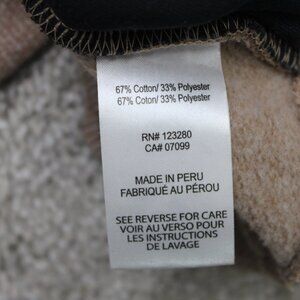 67% Cotton/ 33% Polyester
67% Coton/ 33% Polyester
RN# 123280
CA# 07099
MADE IN PERU
FABRIQUÉ AU PÉROU
SEE REVERSE FOR CARE
VOIR AU VERSO POUR
LES INSTRUCTIONS
DE LAVAGE